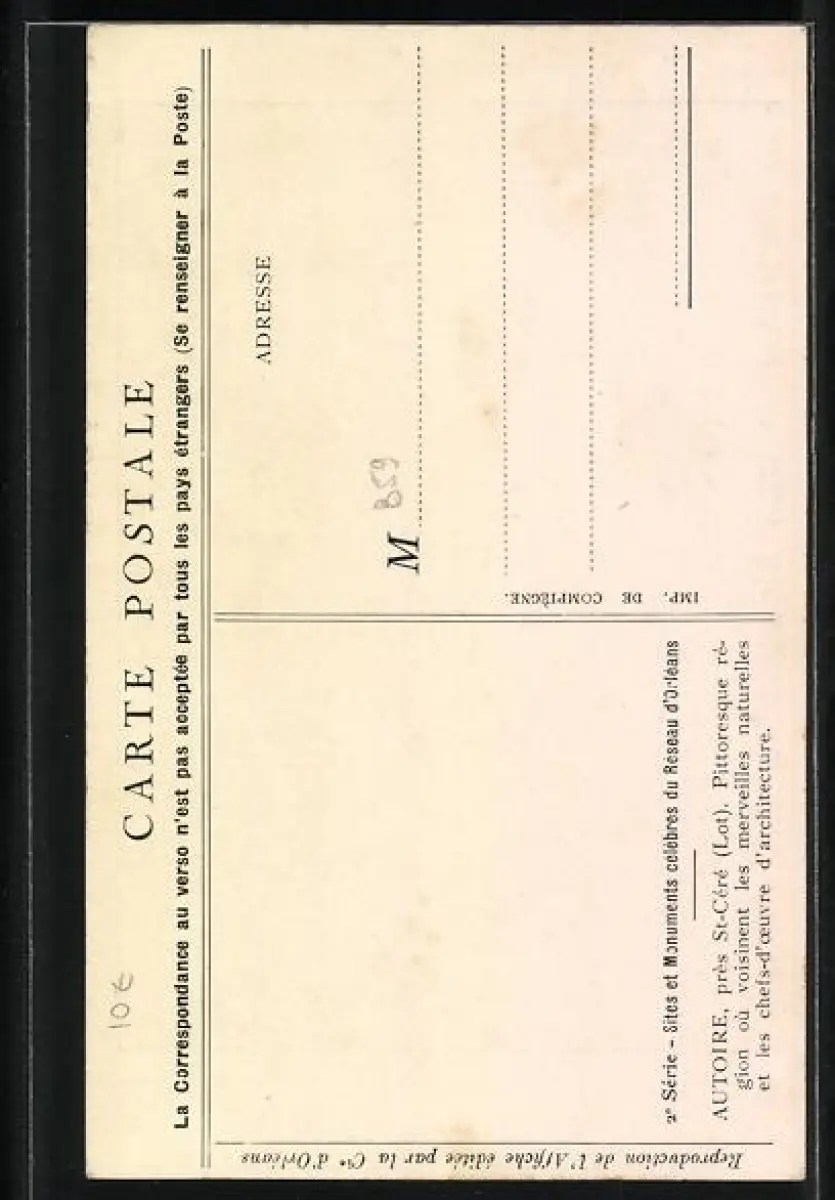 10€
CARTE POSTALE
La Correspondance au verso n'est pas acceptée par tous les pays étrangers (Se renseigner à la Poste)
ADRESSE
M
B59
IMP. DE COMPIÈGNE.
2e Série - Sites et Monuments célèbres du Réseau d'Orléans
AUTOIRE, près St-Céré (Lot). Pittoresque ré-
gion où voisinent les merveilles naturelles
et les chefs-d'œuvre d'architecture.
Reproduction de l'Affiche éditée par la Cie d'Orléans